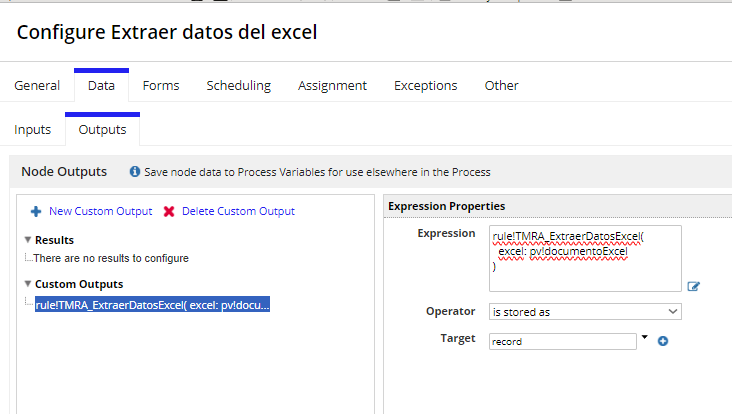 Configure Extraer datos del excel
General Data Forms Scheduling Assignment Exceptions Other
Inputs Outputs
Node Outputs Save node data to Process Variables for use elsewhere in the Process
New Custom Output Delete Custom Output
Results
There are no results to configure
Custom Outputs
rule!TMRA_ExtraerDatosExcel( excel: pv!docu...
Expression Properties
Expression
rule!TMRA_ExtraerDatosExcel(
excel: pv!documentoExcel
)
Operator is stored as
Target record